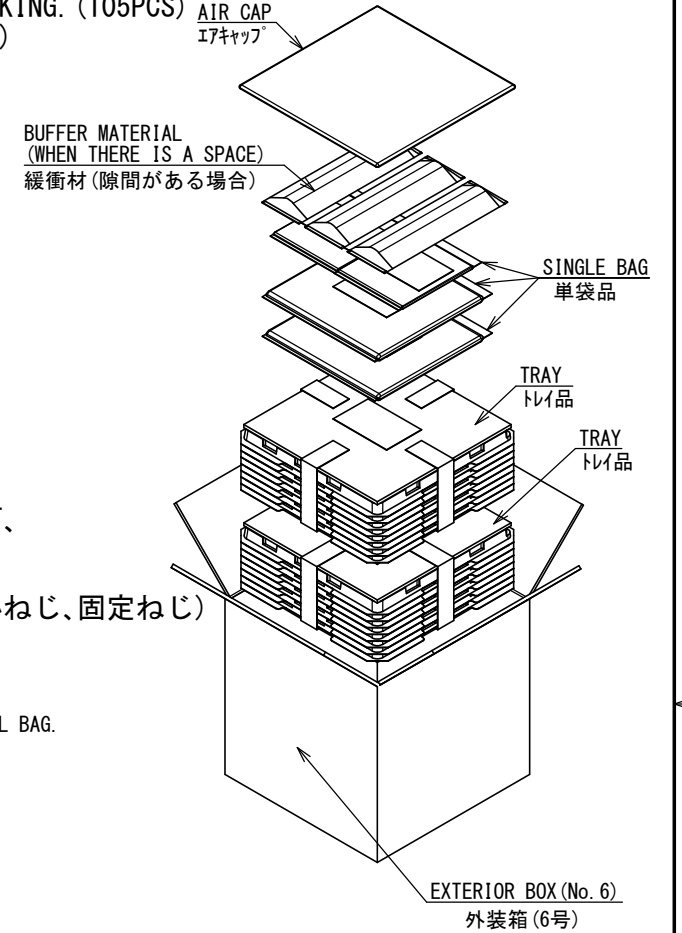 KING. (105PCS)
)
AIR CAP
エアキャップ
BUFFER MATERIAL
(WHEN THERE IS A SPACE)
緩衝材(隙間がある場合)
SINGLE BAG
単袋品
TRAY
トレイ品
TRAY
トレイ品
、
ねじ、固定ねじ)
L BAG.
EXTERIOR BOX(No.6)
外装箱(6号)